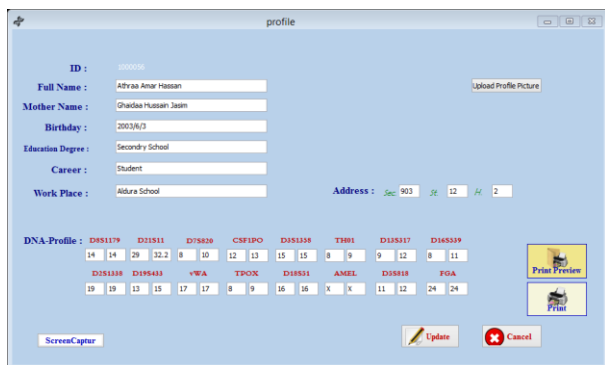 profile
ID : 1000056
Full Name : Athraa Amar Hassan
Upload Profile Picture
Mother Name : Ghaidaa Hussain Jasim
Birthday : 2003/6/3
Education Degree : Secondry School
Career : Student
Work Place : Aldura School
Address : Sec 903 St. 12 H. 2
DNA-Profile : D8S1179 D21S11 D7S820 CSF1PO D3S1358 TH01 D13S317 D16S539
14 14 29 32.2 8 10 12 13 15 15 8 9 9 12 8 11
D2S1338 D19S433 vWA TPOX D18S51 AMEL D5S818 FGA
19 19 13 15 17 17 8 9 16 16 X X 11 12 24 24
Print Preview
Print
ScreenCaptur
Update
Cancel